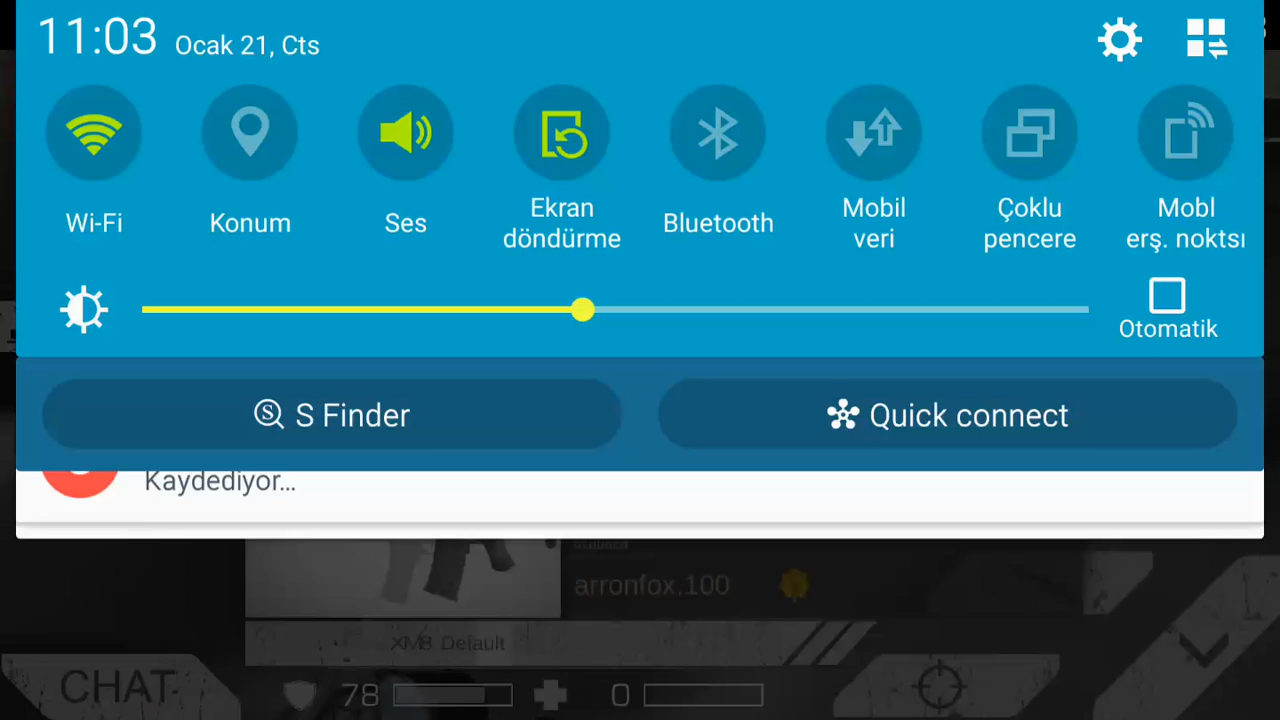 11:03 Ocak 21, Cts
Wi-Fi
Konum
Ses
Ekran
döndürme
Bluetooth
Mobil
veri
Çoklu
pencere
Mobl
erş. noktsı
Otomatik
S Finder
Quick connect
Kaydediyor...
arronfox.100
XM8 Default
CHAT
78
0